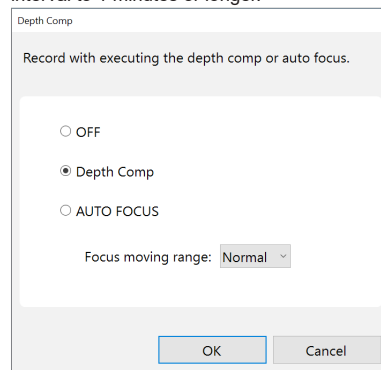 Depth Comp
Record with executing the depth comp or auto focus.
OFF
Depth Comp
AUTO FOCUS
Focus moving range: Normal
OK Cancel